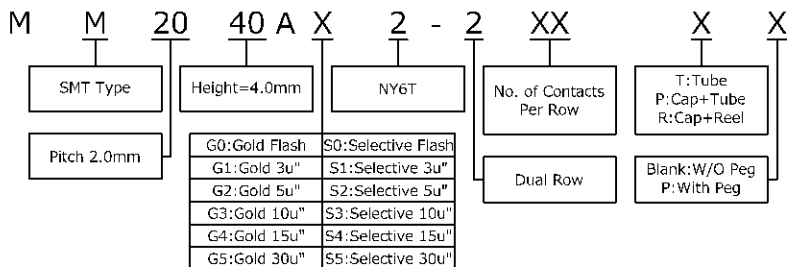 M M 20 40 A X 2 - 2 XX X X
SMT Type
Height=4.0mm
NY6T
No. of Contacts
Per Row
T:Tube
P:Cap+Tube
R:Cap+Reel
Pitch 2.0mm
G0:Gold Flash S0:Selective Flash
G1:Gold 3u" S1:Selective 3u"
G2:Gold 5u" S2:Selective 5u"
G3:Gold 10u" S3:Selective 10u"
G4:Gold 15u" S4:Selective 15u"
G5:Gold 30u" S5:Selective 30u"
Dual Row
Blank:W/O Peg
P:With Peg